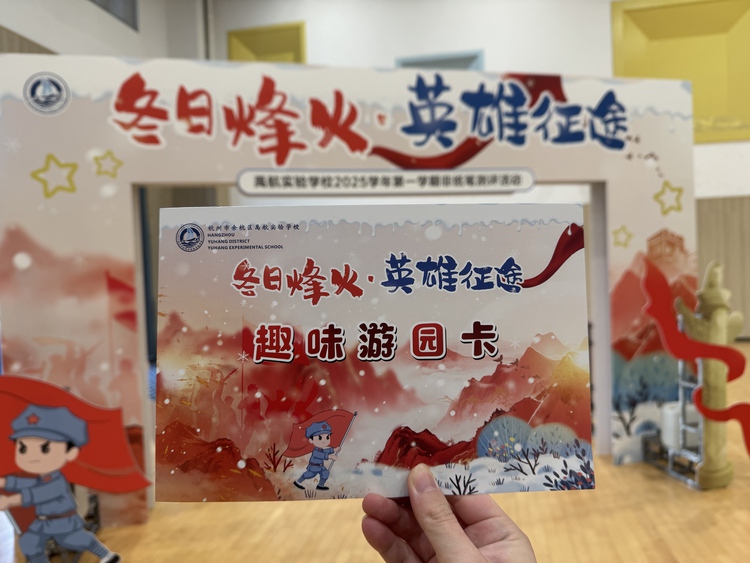 冬日烽火·英雄征途
禹航实验学校2025学年第一学期非纸笔测评活动
杭州市余杭区禹航实验学校
HANGZHOU
YUHANG DISTRICT
YUHANG EXPERIMENTAL SCHOOL
冬日烽火·英雄征途
趣味游园卡